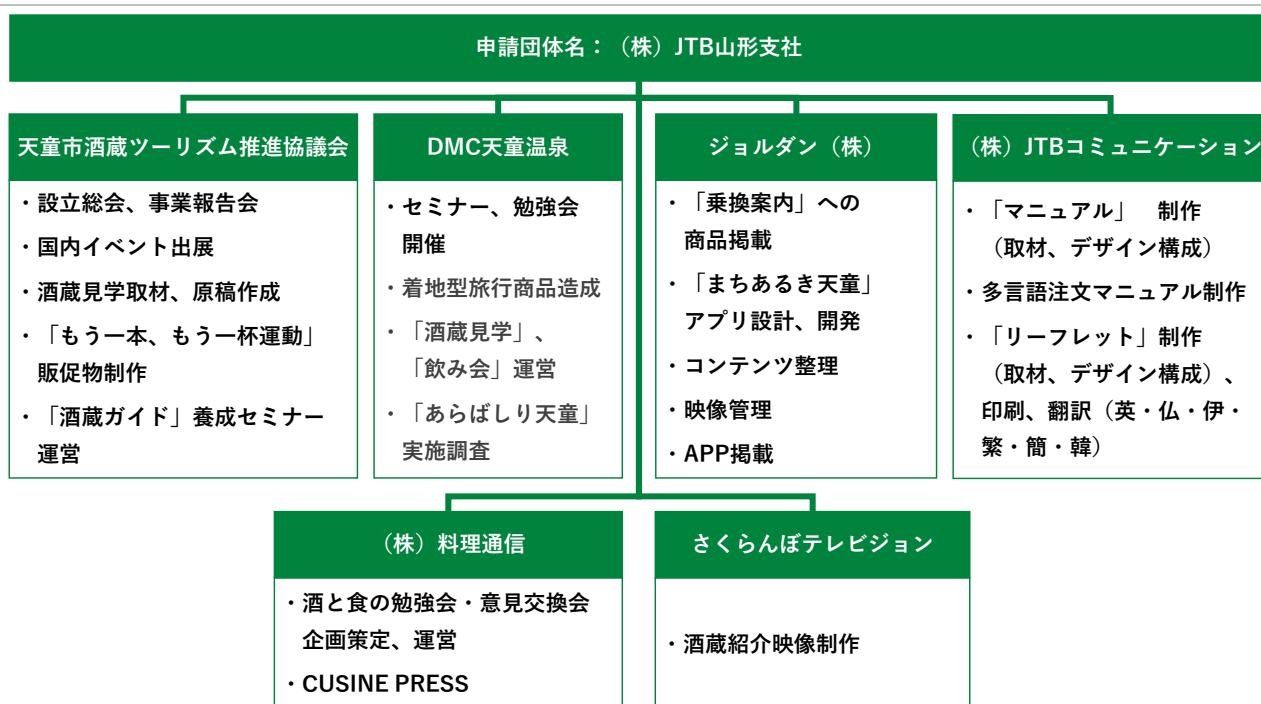 申請団体名：（株）JTB山形支社
天童市酒蔵ツーリズム推進協議会
・設立総会、事業報告会
・国内イベント出展
・酒蔵見学取材、原稿作成
・「もう一本、もう一杯運動」
販促物制作
・「酒蔵ガイド」養成セミナー
運営
DMC天童温泉
・セミナー、勉強会
開催
・着地型旅行商品造成
・「酒蔵見学」、
「飲み会」運営
・「あらばしり天童」
実施調査
ジョルダン（株）
・「乗換案内」への
商品掲載
・「まちあるき天童」
アプリ設計、開発
・コンテンツ整理
・映像管理
・APP掲載
（株）JTBコミュニケーション
・「マニュアル」　制作
（取材、デザイン構成）
・多言語注文マニュアル制作
・「リーフレット」制作
（取材、デザイン構成）、
印刷、翻訳（英・仏・伊・
繁・簡・韓）
（株）料理通信
・酒と食の勉強会・意見交換会
企画策定、運営
・CUSINE PRESS
さくらんぼテレビジョン
・酒蔵紹介映像制作